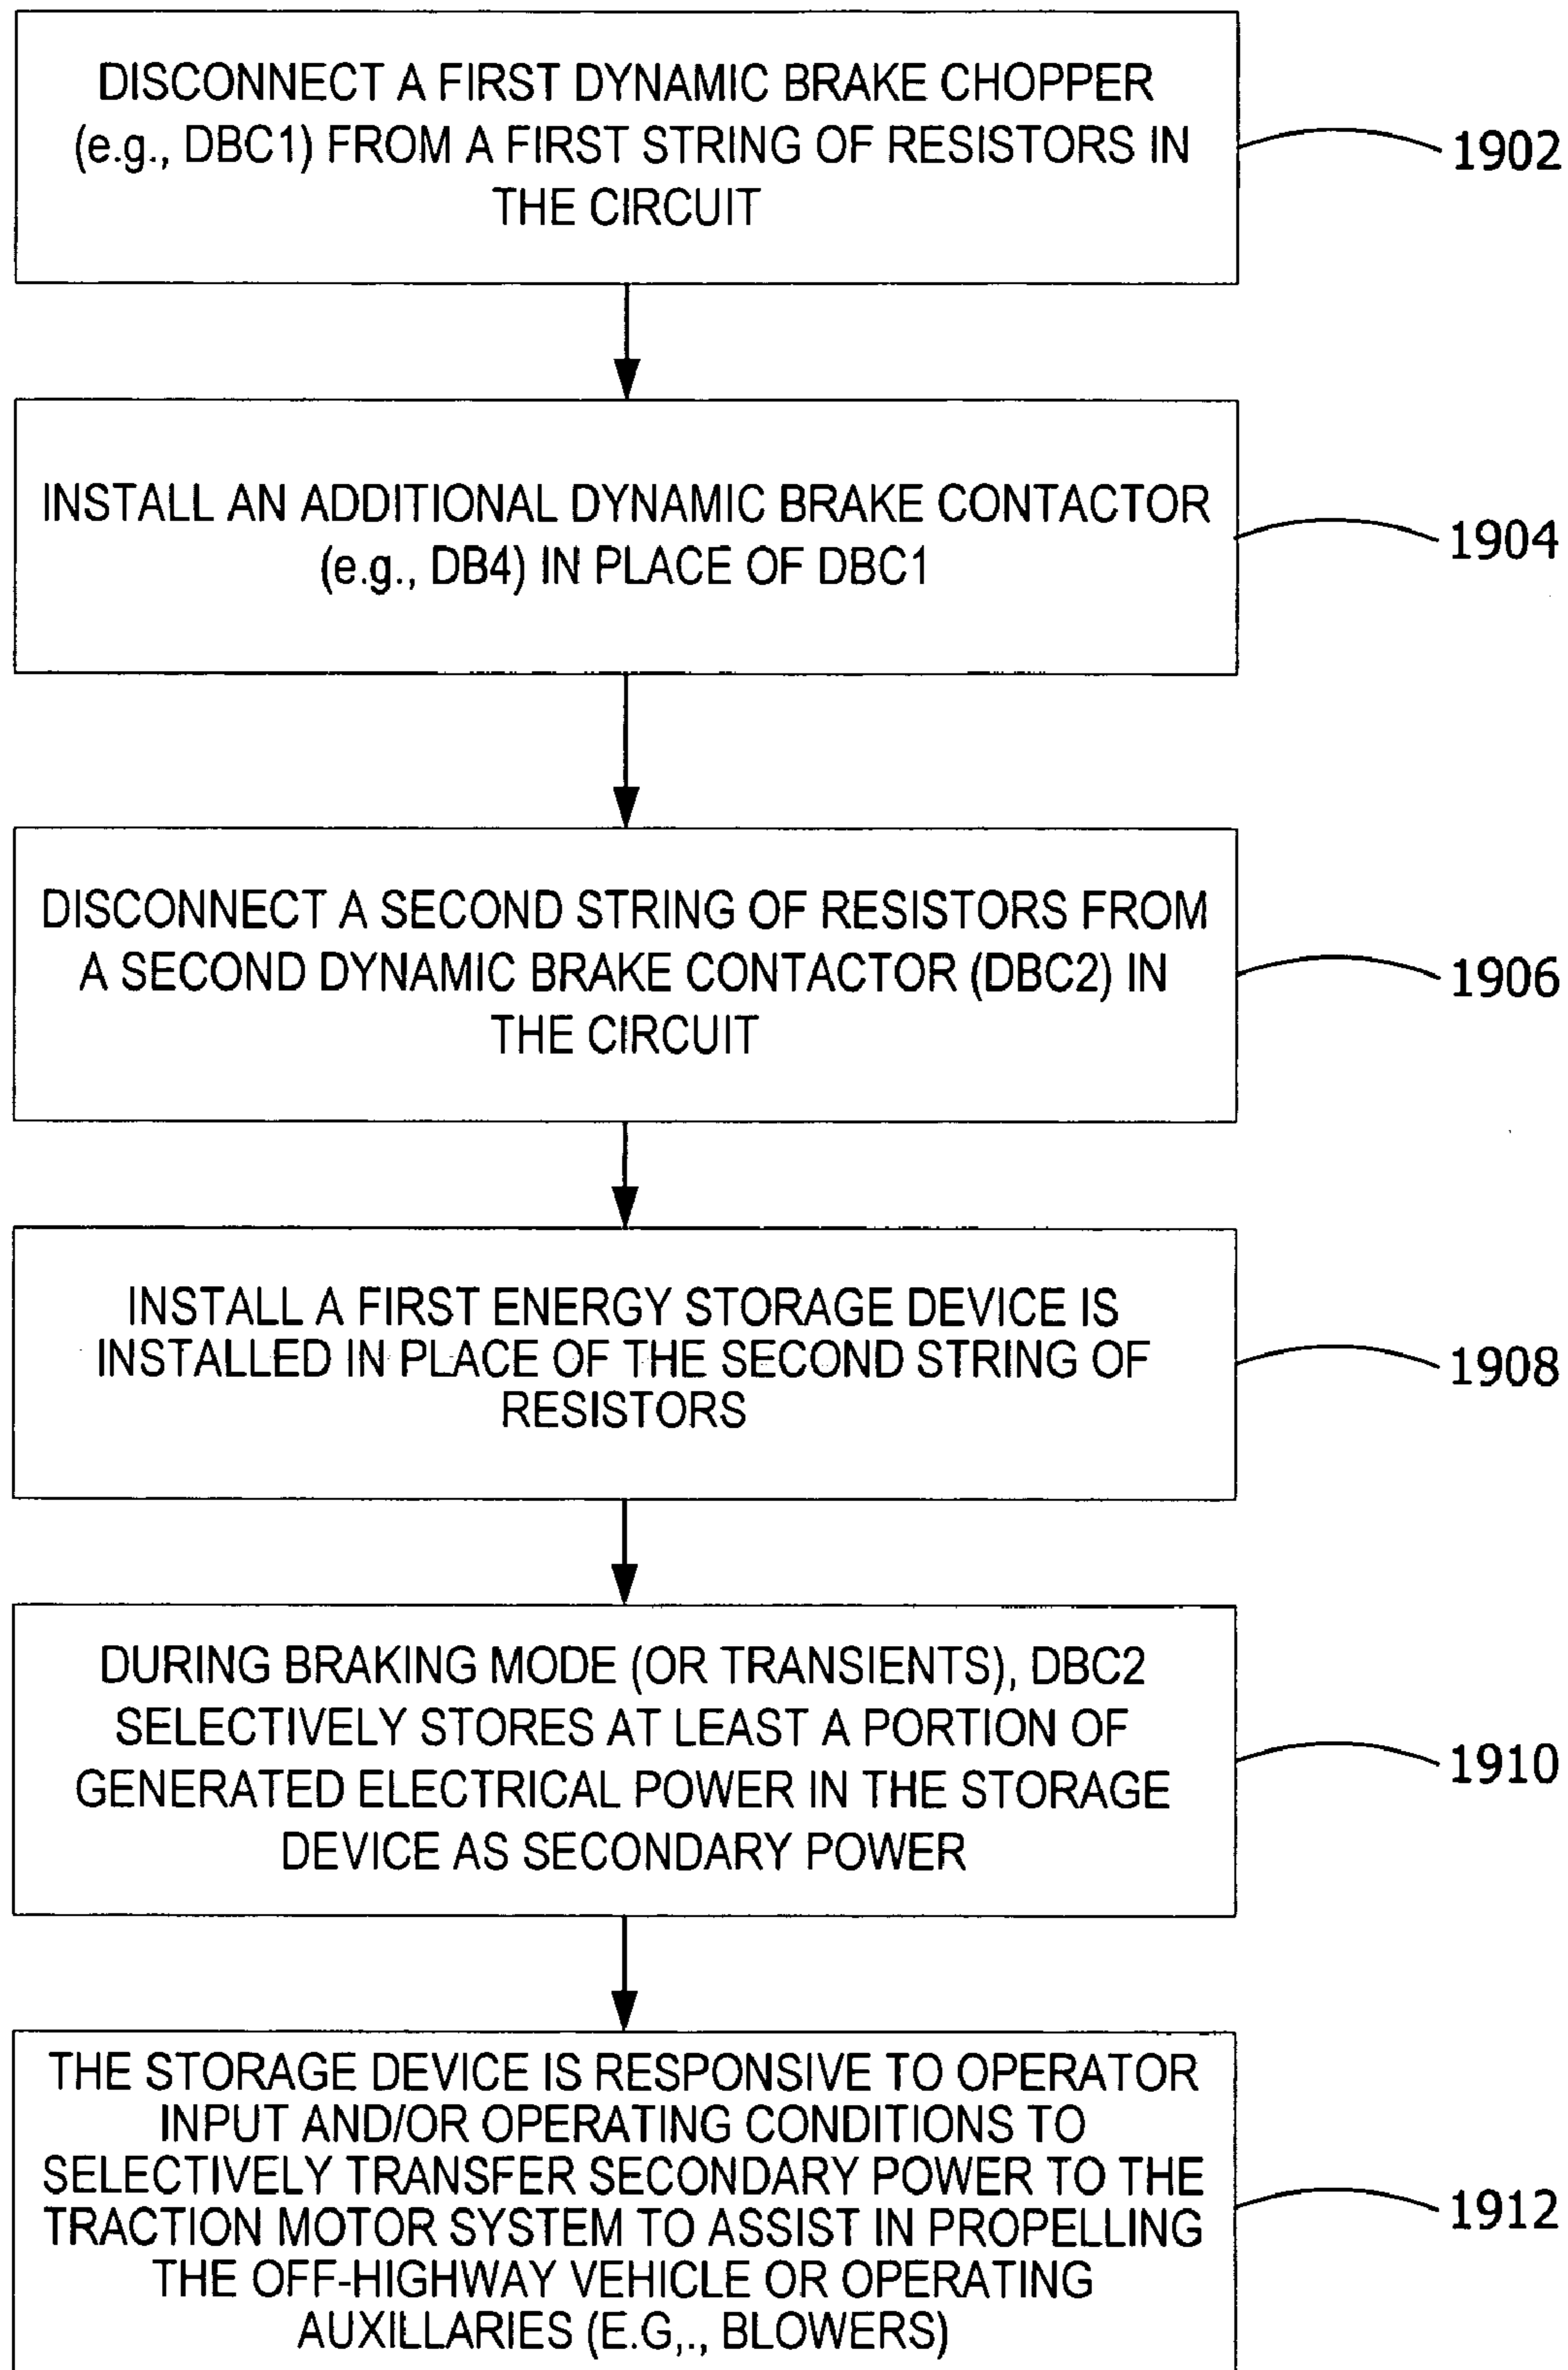 DISCONNECT A FIRST DYNAMIC BRAKE CHOPPER
(e.g., DBC1) FROM A FIRST STRING OF RESISTORS IN
THE CIRCUIT
1902
INSTALL AN ADDITIONAL DYNAMIC BRAKE CONTACTOR
(e.g., DB4) IN PLACE OF DBC1
1904
DISCONNECT A SECOND STRING OF RESISTORS FROM
A SECOND DYNAMIC BRAKE CONTACTOR (DBC2) IN
THE CIRCUIT
1906
INSTALL A FIRST ENERGY STORAGE DEVICE IS
INSTALLED IN PLACE OF THE SECOND STRING OF
RESISTORS
1908
DURING BRAKING MODE (OR TRANSIENTS), DBC2
SELECTIVELY STORES AT LEAST A PORTION OF
GENERATED ELECTRICAL POWER IN THE STORAGE
DEVICE AS SECONDARY POWER
1910
THE STORAGE DEVICE IS RESPONSIVE TO OPERATOR
INPUT AND/OR OPERATING CONDITIONS TO
SELECTIVELY TRANSFER SECONDARY POWER TO THE
TRACTION MOTOR SYSTEM TO ASSIST IN PROPELLING
THE OFF-HIGHWAY VEHICLE OR OPERATING
AUXILLARIES (E.G,., BLOWERS)
1912